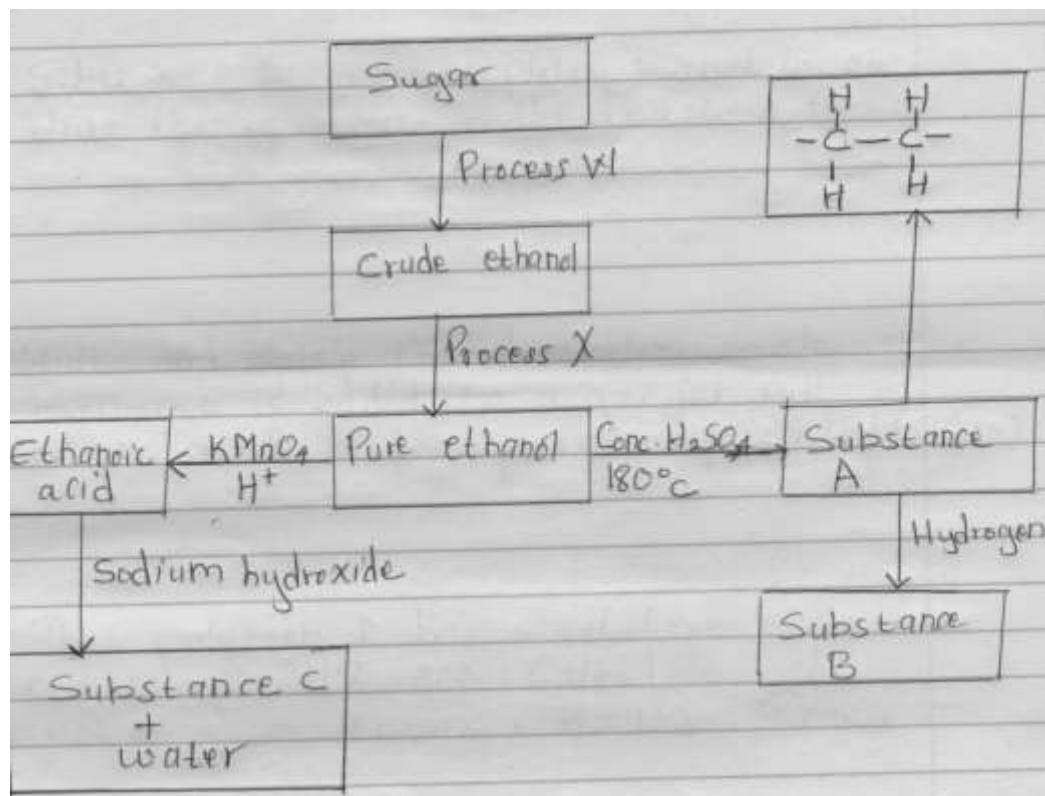 Sugar
Process W
Crude ethanol
Process X
Ethanoic
acid
KMnO4
H+
Pure ethanol
Conc. H2SO4
180°C
Substance
A
H H
-C-C-
H H
Hydrogen
Substance
B
Sodium hydroxide
Substance C
+
water